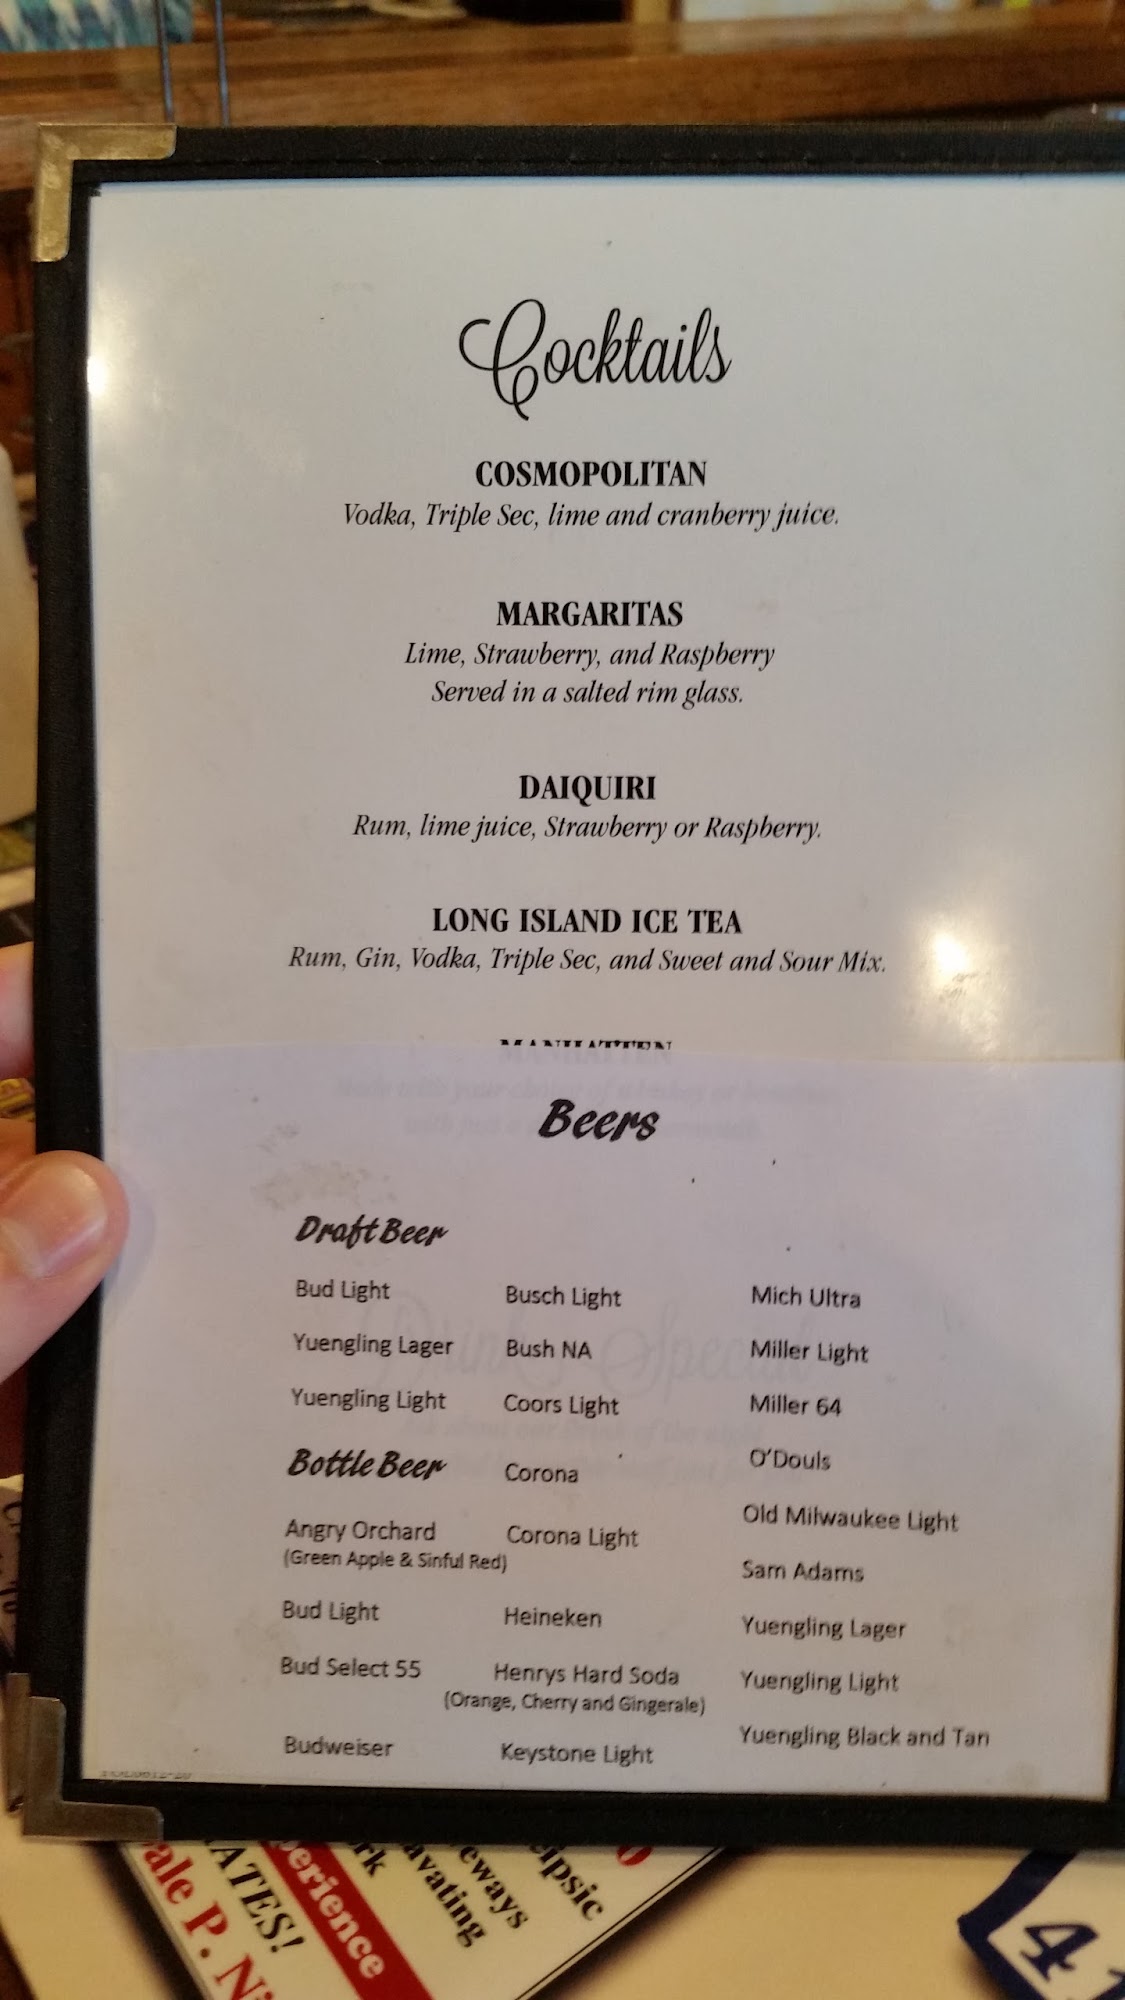 Cocktails
COSMOPOLITAN
Vodka, Triple Sec, lime and cranberry juice.
MARGARITAS
Lime, Strawberry, and Raspberry
Served in a salted rim glass.
DAIQUIRI
Rum, lime juice, Strawberry or Raspberry.
LONG ISLAND ICE TEA
Rum, Gin, Vodka, Triple Sec, and Sweet and Sour Mix.
MANHATTEN
Beers
Draft Beer
Bud Light
Yuengling Lager
Yuengling Light
Bottle Beer
Angry Orchard
(Green Apple & Sinful Red)
Bud Light
Bud Select 55
Budweiser
Busch Light
Bush NA
Coors Light
Corona
Corona Light
Heineken
Henrys Hard Soda
(Orange, Cherry and Gingerale)
Keystone Light
Mich Ultra
Miller Light
Miller 64
O'Douls
Old Milwaukee Light
Sam Adams
Yuengling Lager
Yuengling Light
Yuengling Black and Tan